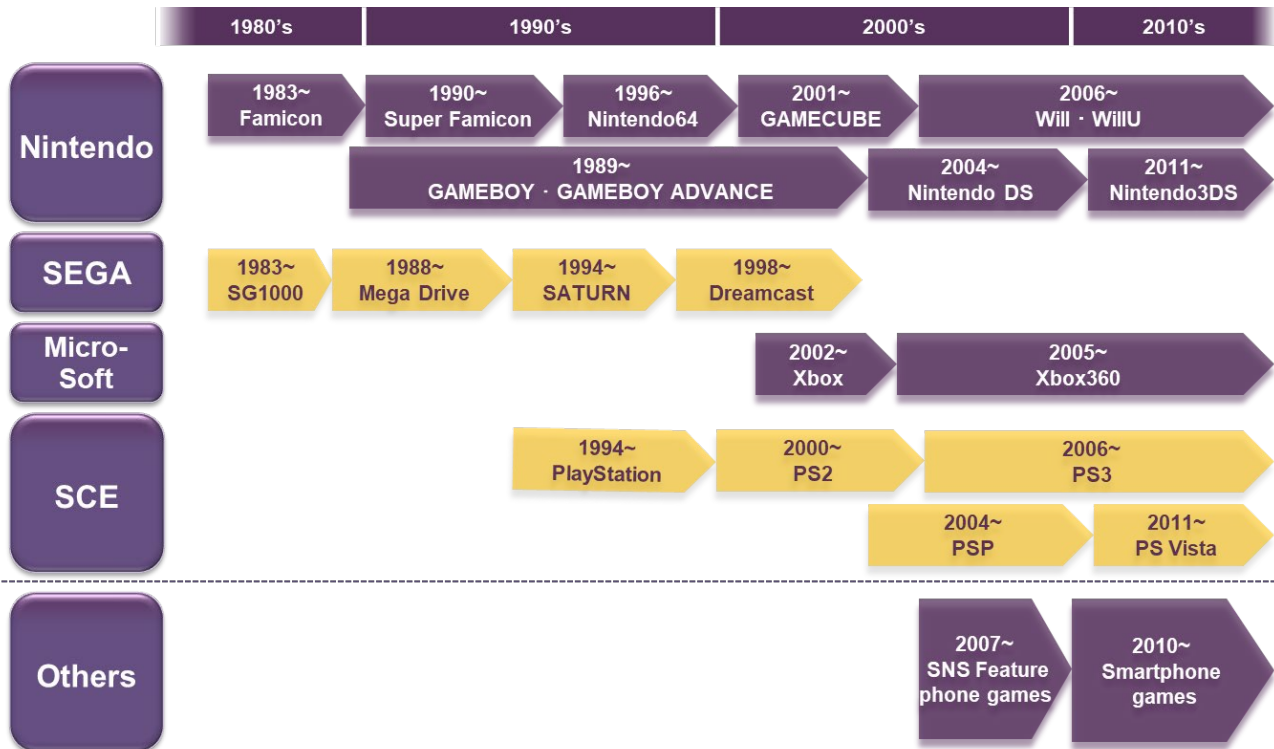 1980's
1990's
2000's
2010's
Nintendo
1983~
Famicon
1990~
Super Famicon
1996~
Nintendo64
2001~
GAMECUBE
2006~
Will · WillU
1989~
GAMEBOY · GAMEBOY ADVANCE
2004~
Nintendo DS
2011~
Nintendo3DS
SEGA
1983~
SG1000
1988~
Mega Drive
1994~
SATURN
1998~
Dreamcast
Micro-
Soft
2002~
Xbox
2005~
Xbox360
SCE
1994~
PlayStation
2000~
PS2
2006~
PS3
2004~
PSP
2011~
PS Vista
Others
2007~
SNS Feature
phone games
2010~
Smartphone
games